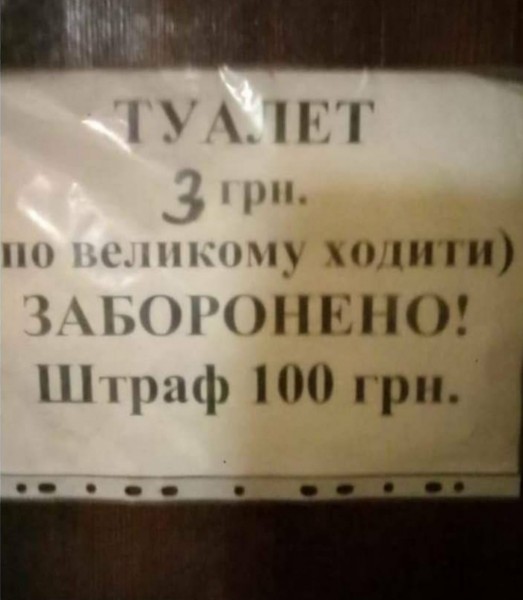 ТУАЛЕТ
3 грн.
по великому ходити)
ЗАБОРОНЕНО!
Штраф 100 грн.